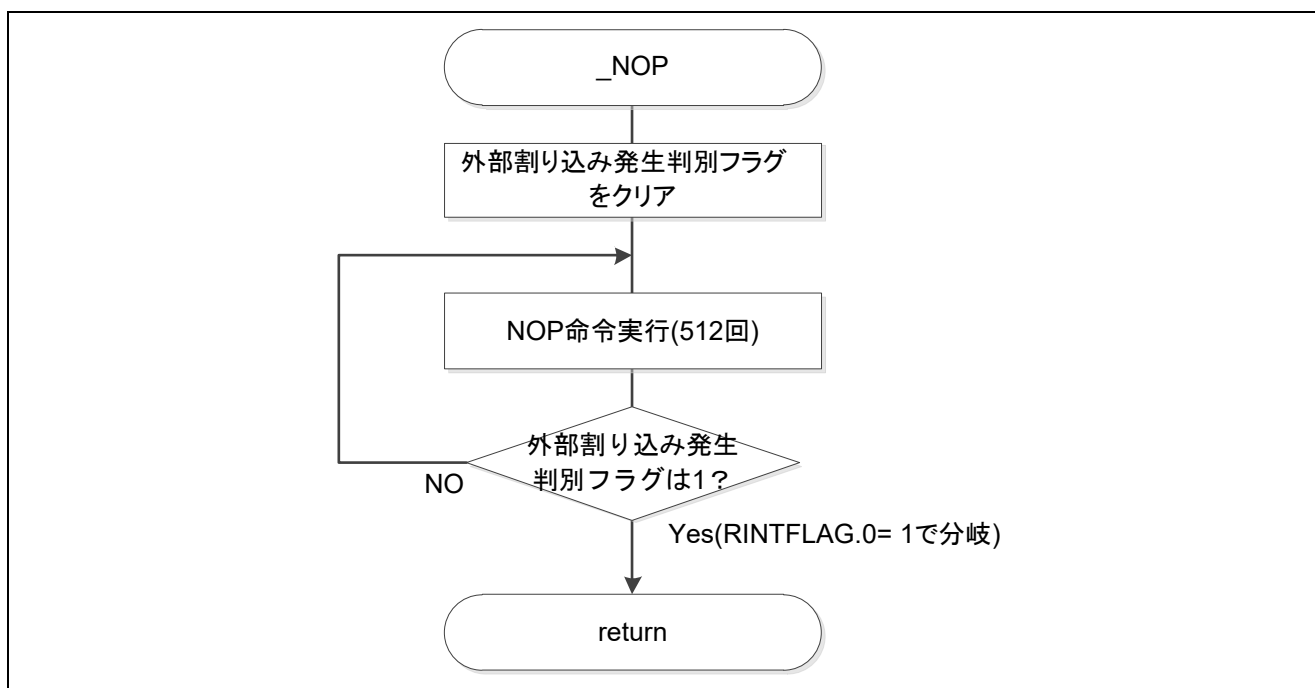 _NOP
外部割り込み発生判別フラグ
をクリア
NOP命令実行(512回)
外部割り込み発生
判別フラグは1？
NO
Yes(RINTFLAG.0= 1で分岐)
return